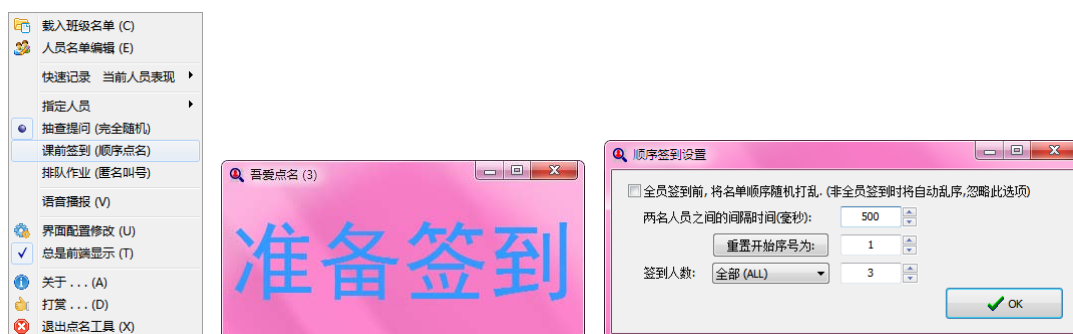 载入班级名单 (C)
人员名单编辑 (E)
快速记录 当前人员表现
指定人员
抽查提问 (完全随机)
课前签到 (顺序点名)
排队作业 (匿名叫号)
语音播报 (V)
界面配置修改 (U)
总是前端显示 (T)
关于 . . . (A)
打赏 . . . (D)
退出点名工具 (X)
吾爱点名 (3)
准备签到
顺序签到设置
全员签到前, 将名单顺序随机打乱. (非全员签到时将自动乱序,忽略此选项)
两名人员之间的间隔时间(毫秒): 500
重置开始序号为: 1
签到人数: 全部 (ALL) 3
OK